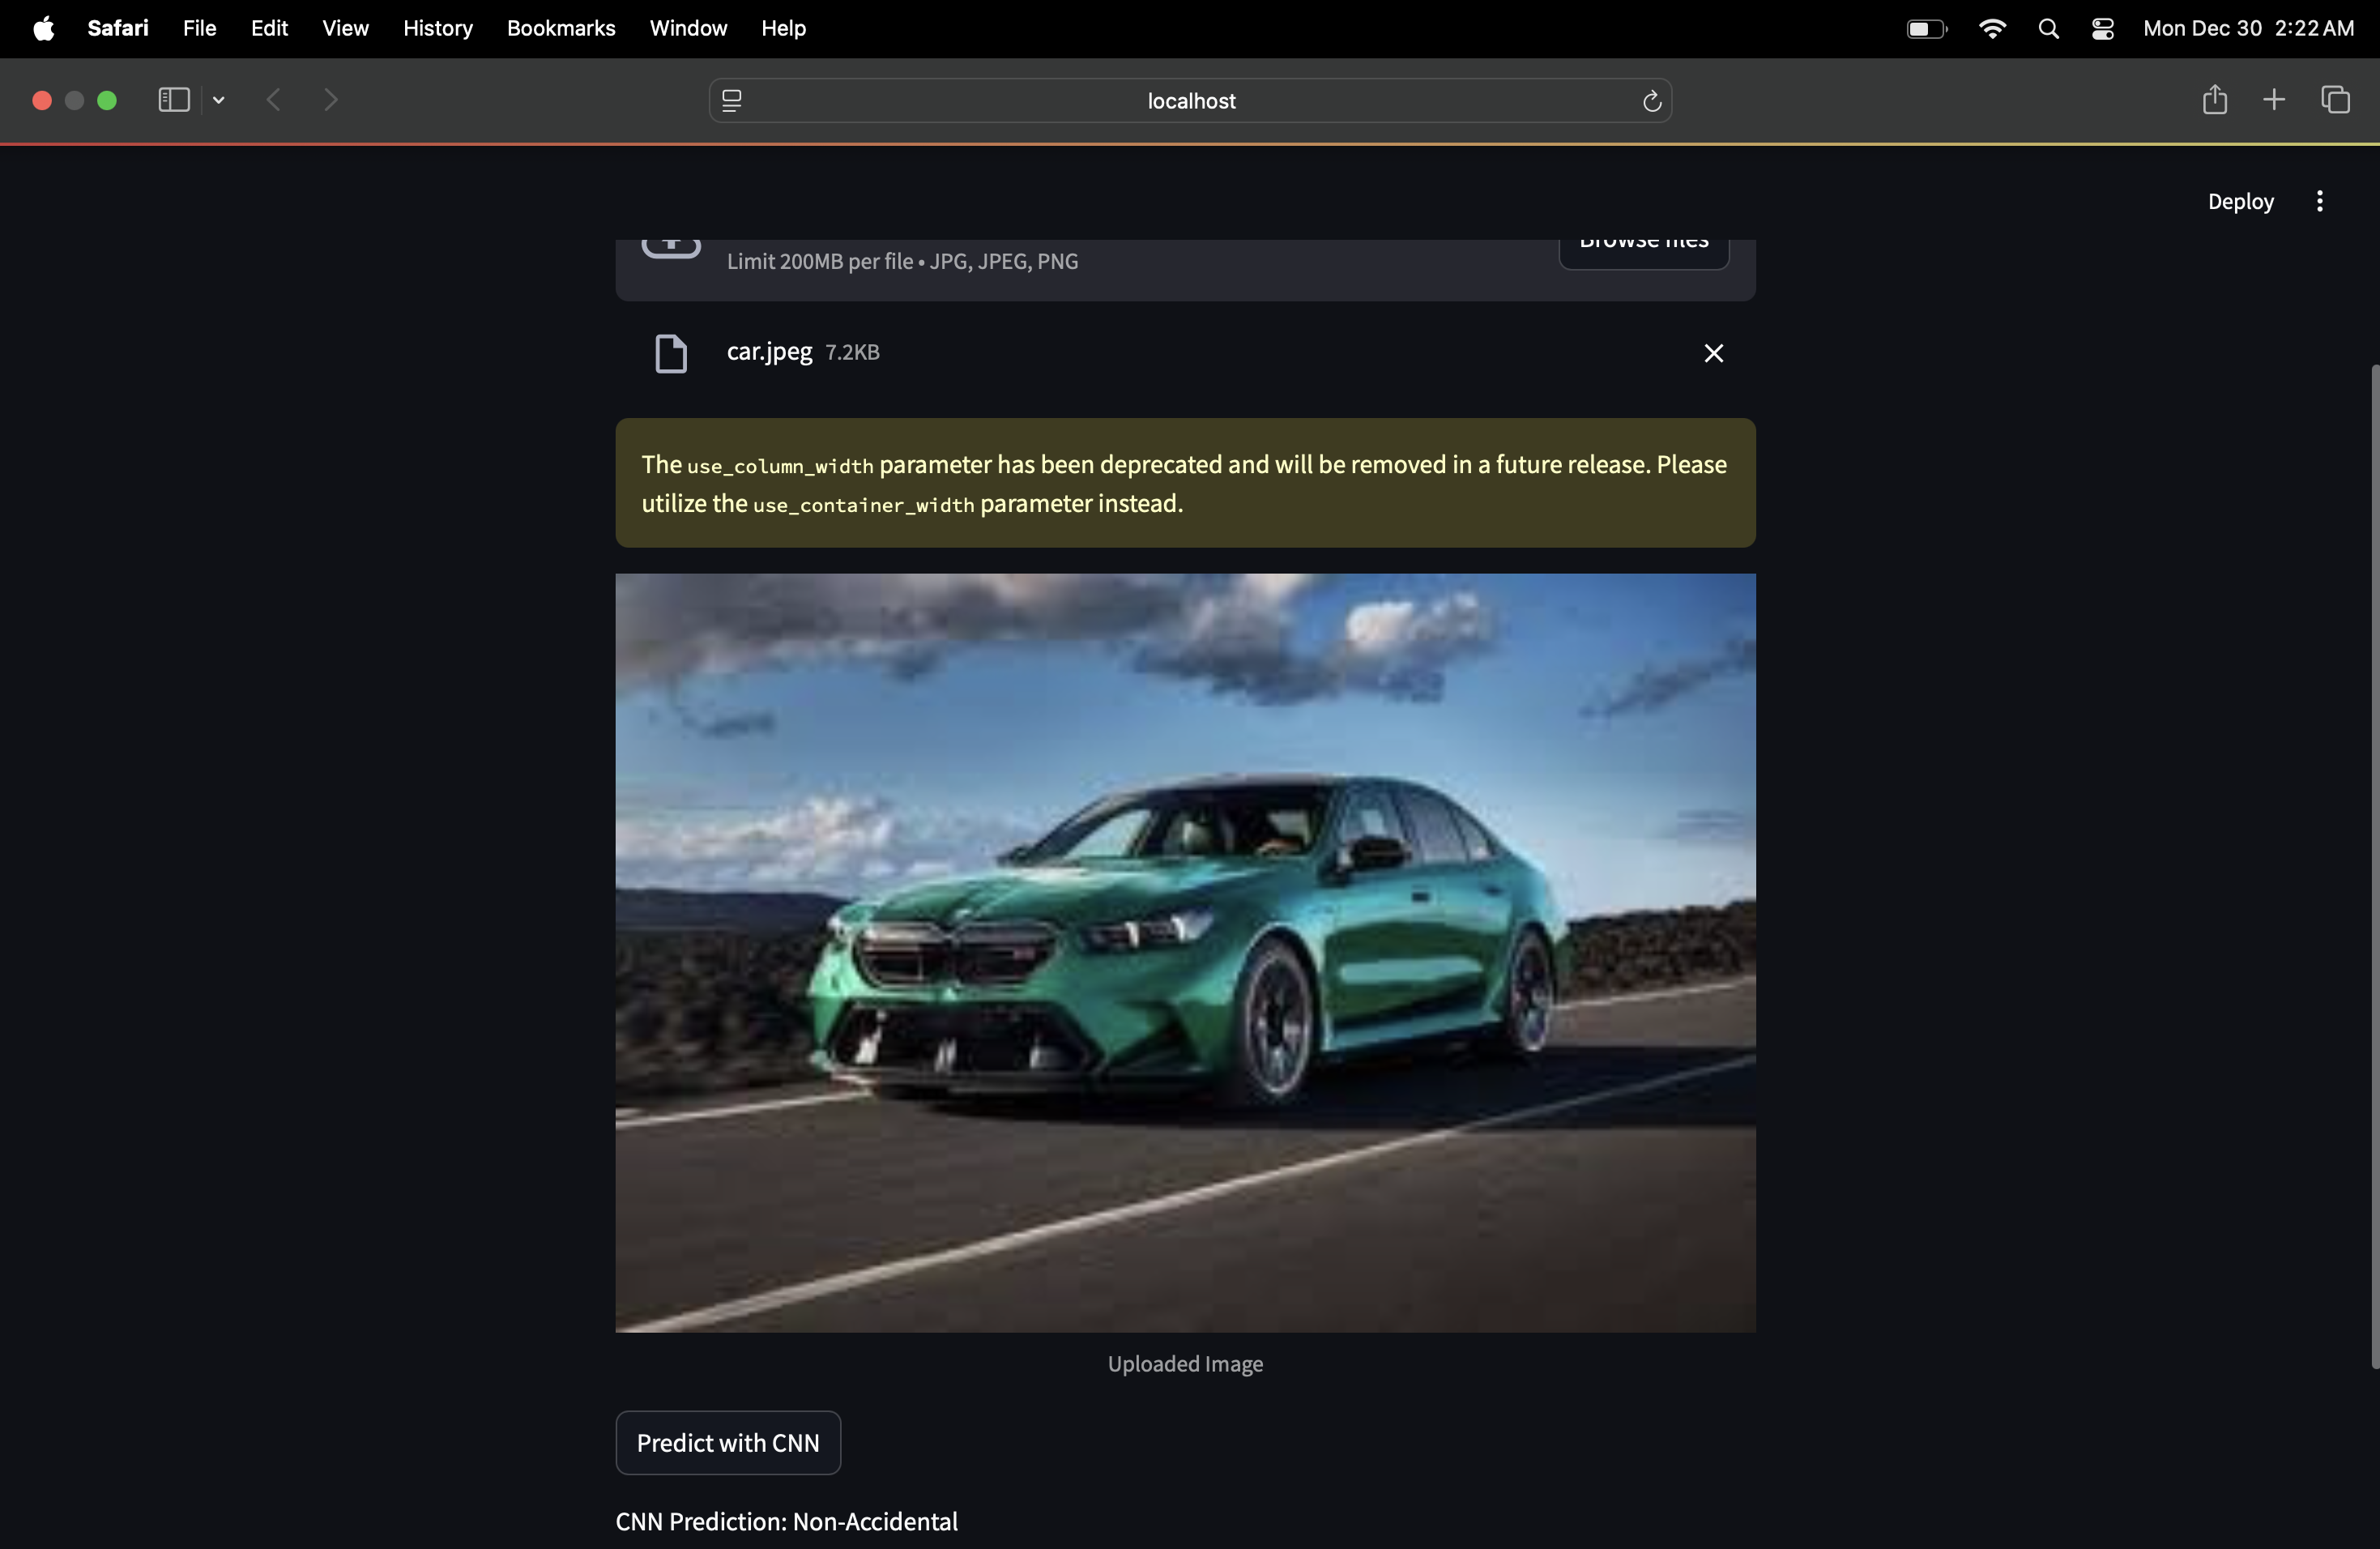 Safari File Edit View History Bookmarks Window Help Mon Dec 30 2:22 AM
localhost
Deploy
Browse files
Limit 200MB per file • JPG, JPEG, PNG
car.jpeg 7.2KB
The use_column_width parameter has been deprecated and will be removed in a future release. Please
utilize the use_container_width parameter instead.
Uploaded Image
Predict with CNN
CNN Prediction: Non-Accidental